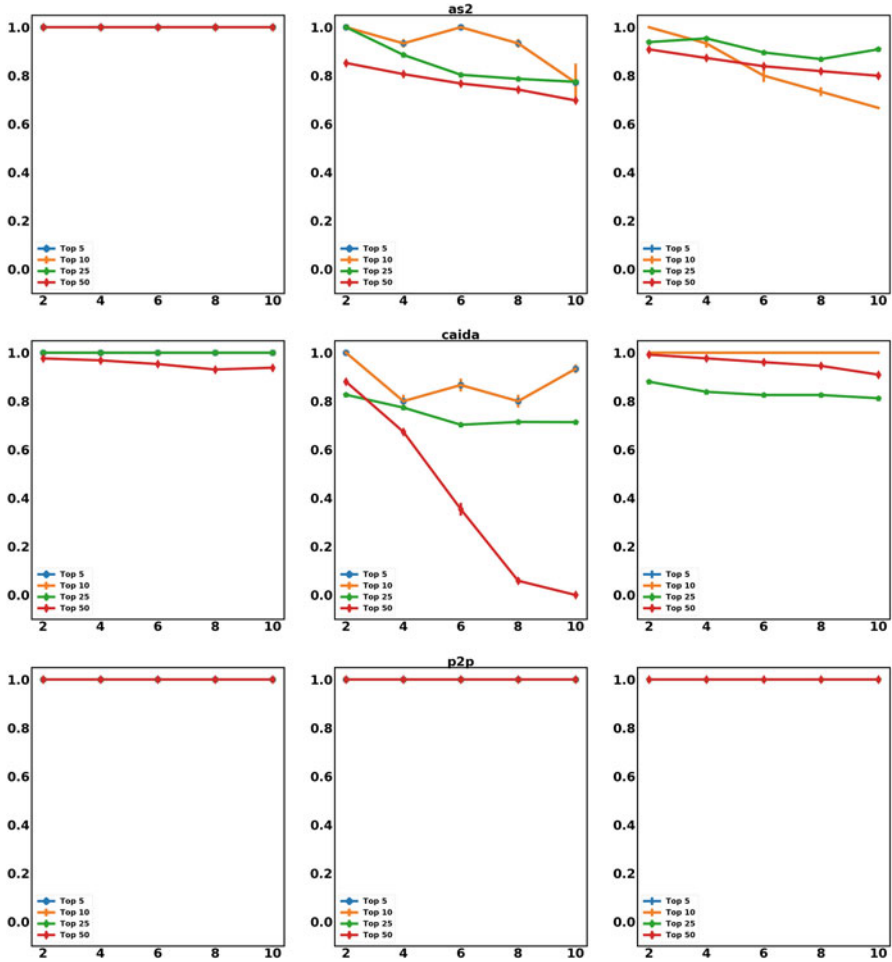 as2
1.0 1.0 1.0
0.8 0.8 0.8
0.6 0.6 0.6
0.4 0.4 0.4
0.2 0.2 0.2
Top 5 Top 5 Top 5
Top 10 Top 10 Top 10
0.0 Top 25 0.0 Top 25 0.0 Top 25
Top 50 Top 50 Top 50
2 4 6 8 10 2 4 6 8 10 2 4 6 8 10
caida
1.0 1.0 1.0
0.8 0.8 0.8
0.6 0.6 0.6
0.4 0.4 0.4
0.2 0.2 0.2
Top 5 Top 5 Top 5
0.0 Top 10 0.0 Top 10 0.0 Top 10
Top 25 Top 25 Top 25
Top 50 Top 50 Top 50
2 4 6 8 10 2 4 6 8 10 2 4 6 8 10
p2p
1.0 1.0 1.0
0.8 0.8 0.8
0.6 0.6 0.6
0.4 0.4 0.4
0.2 0.2 0.2
Top 5 Top 5 Top 5
Top 10 Top 10 Top 10
0.0 Top 25 0.0 Top 25 0.0 Top 25
Top 50 Top 50 Top 50
2 4 6 8 10 2 4 6 8 10 2 4 6 8 10